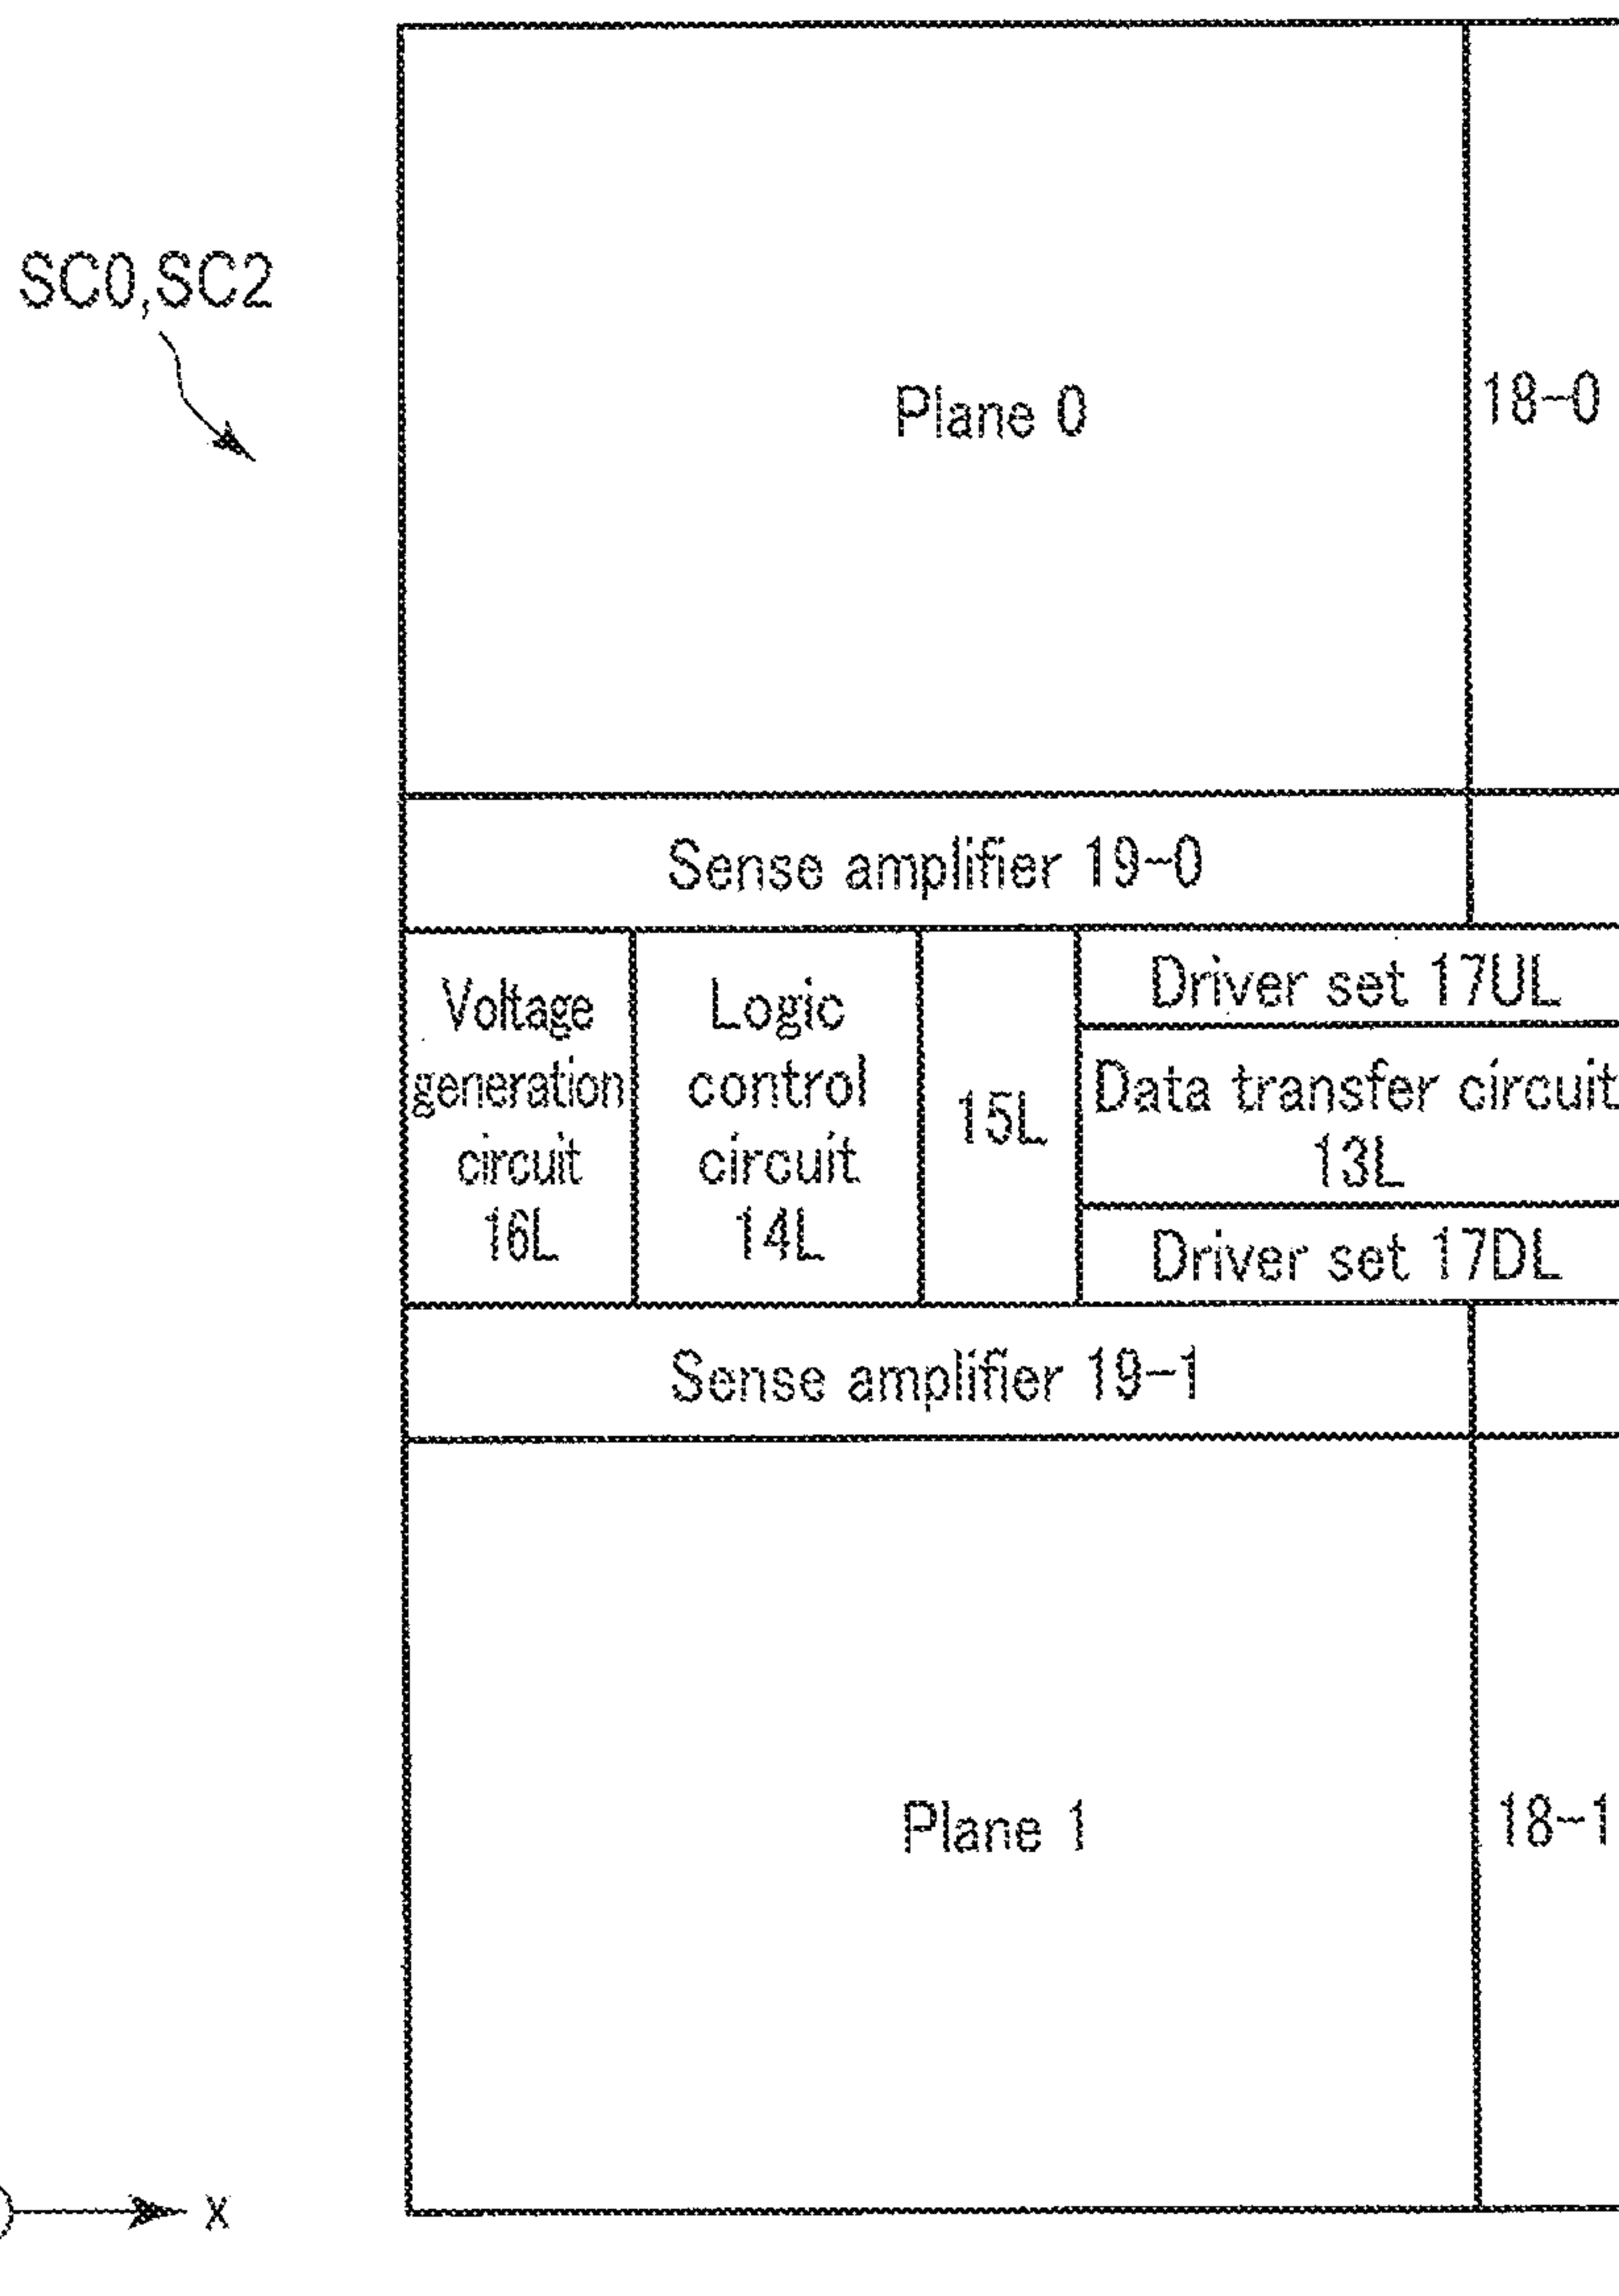 SC0,SC2
Plane 0
18-0
Sense amplifier 19-0
Voltage
generation
circuit
16L
Logic
control
circuit
14L
15L
Driver set 17UL
Data transfer circuit
13L
Driver set 17DL
Sense amplifier 19-1
Plane 1
18-1
X